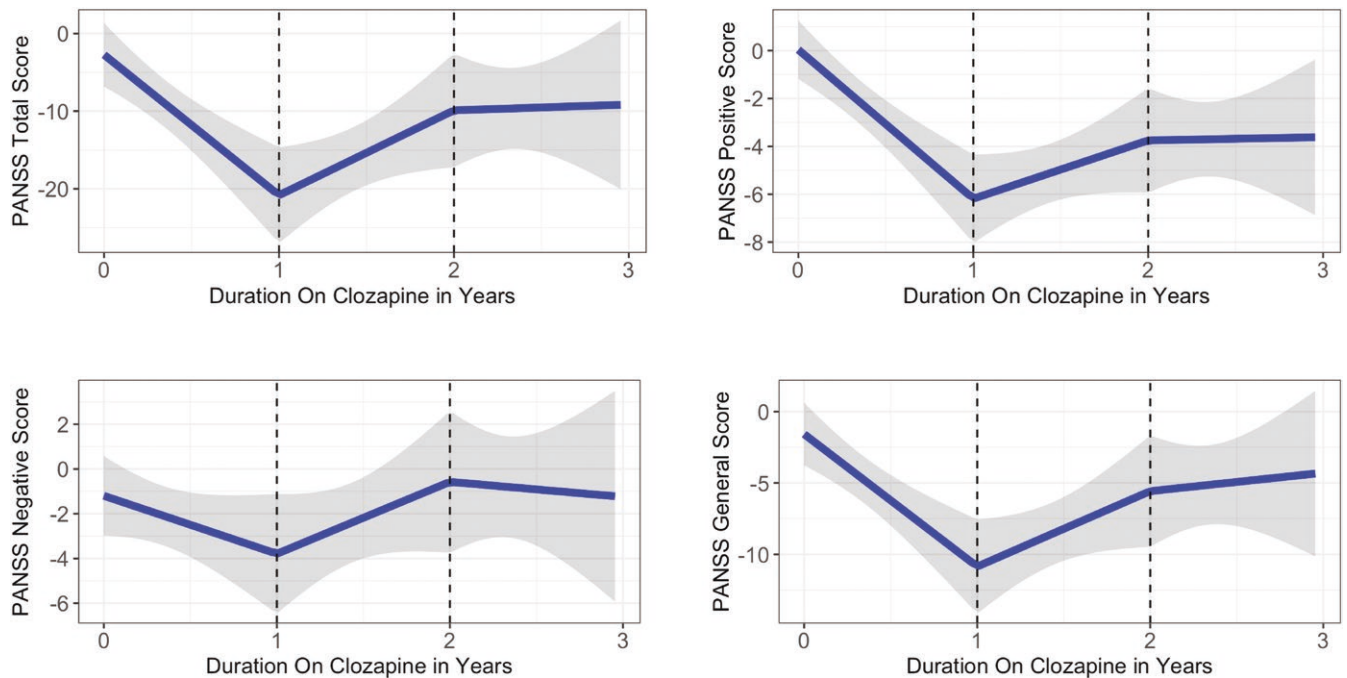 PANSS Total Score
0
-10
-20
0 1 2 3
Duration On Clozapine in Years
PANSS Positive Score
0
-2
-4
-6
-8
0 1 2 3
Duration On Clozapine in Years
PANSS Negative Score
2
0
-2
-4
-6
0 1 2 3
Duration On Clozapine in Years
PANSS General Score
0
-5
-10
0 1 2 3
Duration On Clozapine in Years